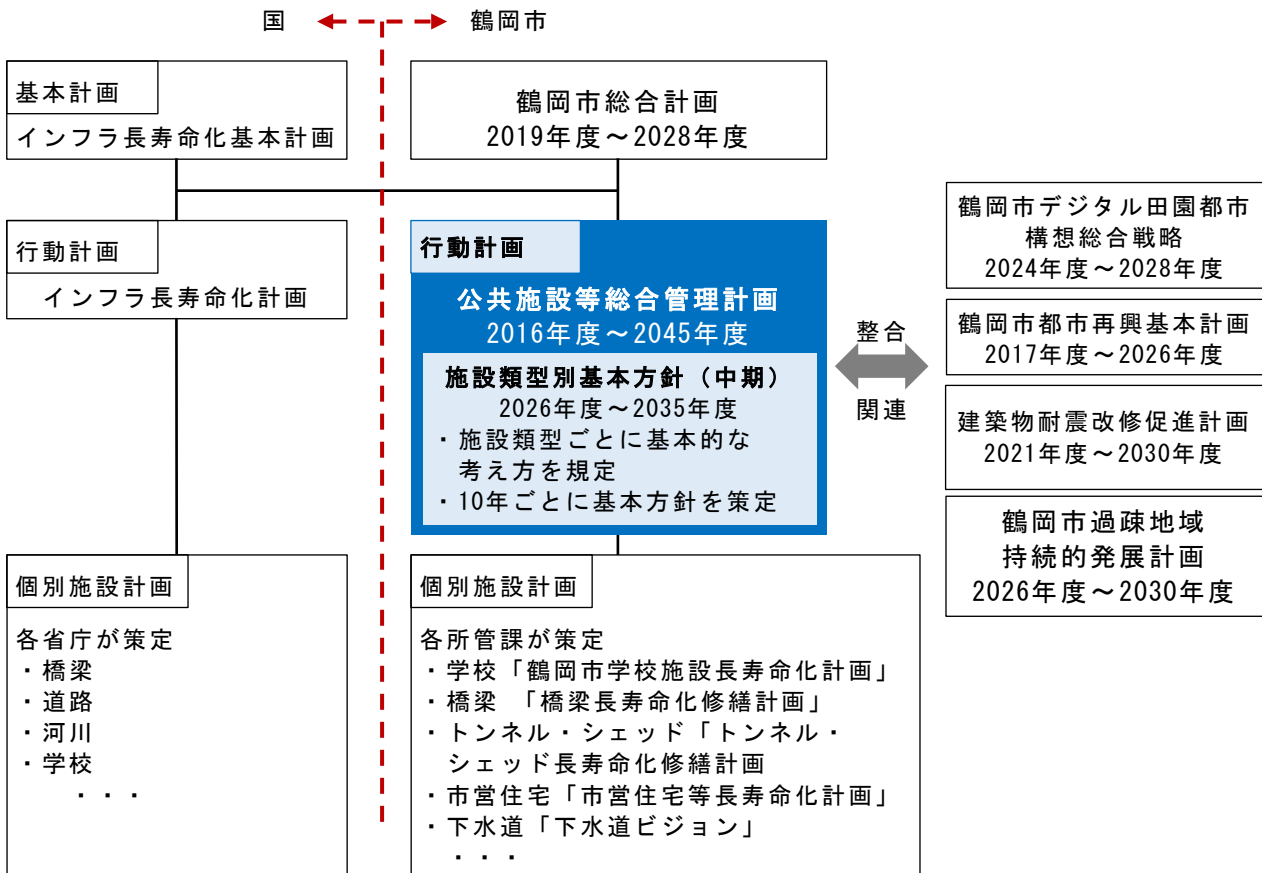 国
鶴岡市
基本計画
インフラ長寿命化基本計画
鶴岡市総合計画
2019年度～2028年度
行動計画
インフラ長寿命化計画
行動計画
公共施設等総合管理計画
2016年度～2045年度
施設類型別基本方針（中期）
2026年度～2035年度
・施設類型ごとに基本的な
考え方を規定
・10年ごとに基本方針を策定
整合
関連
鶴岡市デジタル田園都市
構想総合戦略
2024年度～2028年度
鶴岡市都市再興基本計画
2017年度～2026年度
建築物耐震改修促進計画
2021年度～2030年度
鶴岡市過疎地域
持続的発展計画
2026年度～2030年度
個別施設計画
各省庁が策定
・橋梁
・道路
・河川
・学校
・・・
個別施設計画
各所管課が策定
・学校「鶴岡市学校施設長寿命化計画」
・橋梁 「橋梁長寿命化修繕計画」
・トンネル・シェッド「トンネル・
シェッド長寿命化修繕計画
・市営住宅「市営住宅等長寿命化計画」
・下水道「下水道ビジョン」
・・・